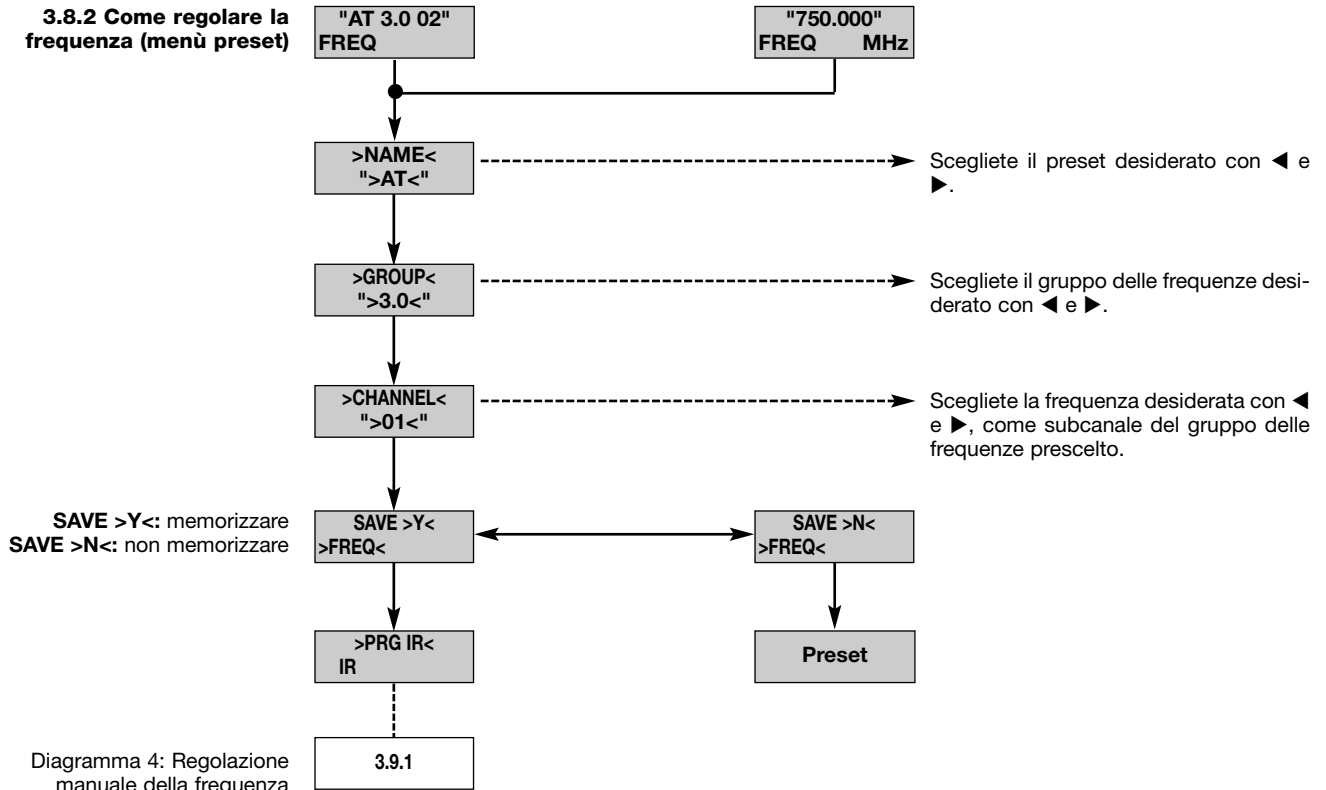 3.8.2 Come regolare la
frequenza (menù preset)
"AT 3.0 02"
FREQ
"750.000"
FREQ MHz
>NAME<
">AT<"
Scegliete il preset desiderato con ◀ e
▶.
>GROUP<
">3.0<"
Scegliete il gruppo delle frequenze desi-
derato con ◀ e ▶.
>CHANNEL<
">01<"
Scegliete la frequenza desiderata con ◀
e ▶, come subcanale del gruppo delle
frequenze prescelto.
SAVE >Y<: memorizzare
SAVE >N<: non memorizzare
SAVE >Y<
>FREQ<
SAVE >N<
>FREQ<
>PRG IR<
IR
Preset
Diagramma 4: Regolazione
manuale della frequenza
3.9.1